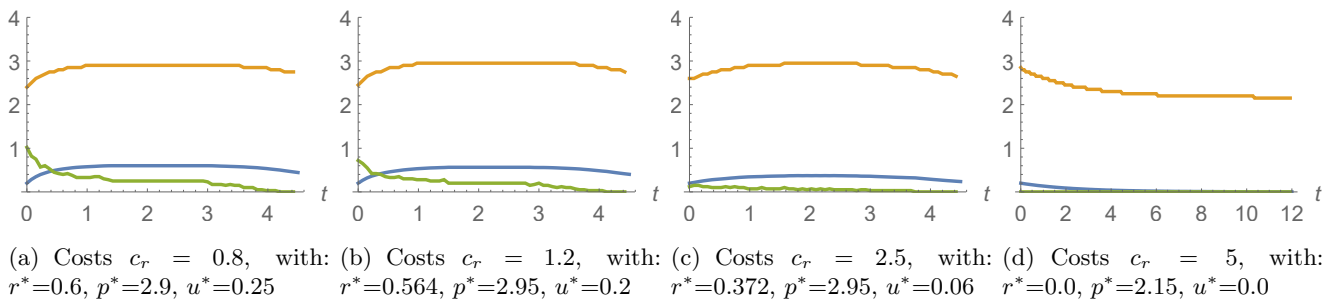 4 4 4 4
3 3 3 3
2 2 2 2
1 1 1 1
0 1 2 3 4 t 0 1 2 3 4 t 0 1 2 3 4 t 0 2 4 6 8 10 12 t
(a) Costs c_r = 0.8, with:
r*=0.6, p*=2.9, u*=0.25
(b) Costs c_r = 1.2, with:
r*=0.564, p*=2.95, u*=0.2
(c) Costs c_r = 2.5, with:
r*=0.372, p*=2.95, u*=0.06
(d) Costs c_r = 5, with:
r*=0.0, p*=2.15, u*=0.0